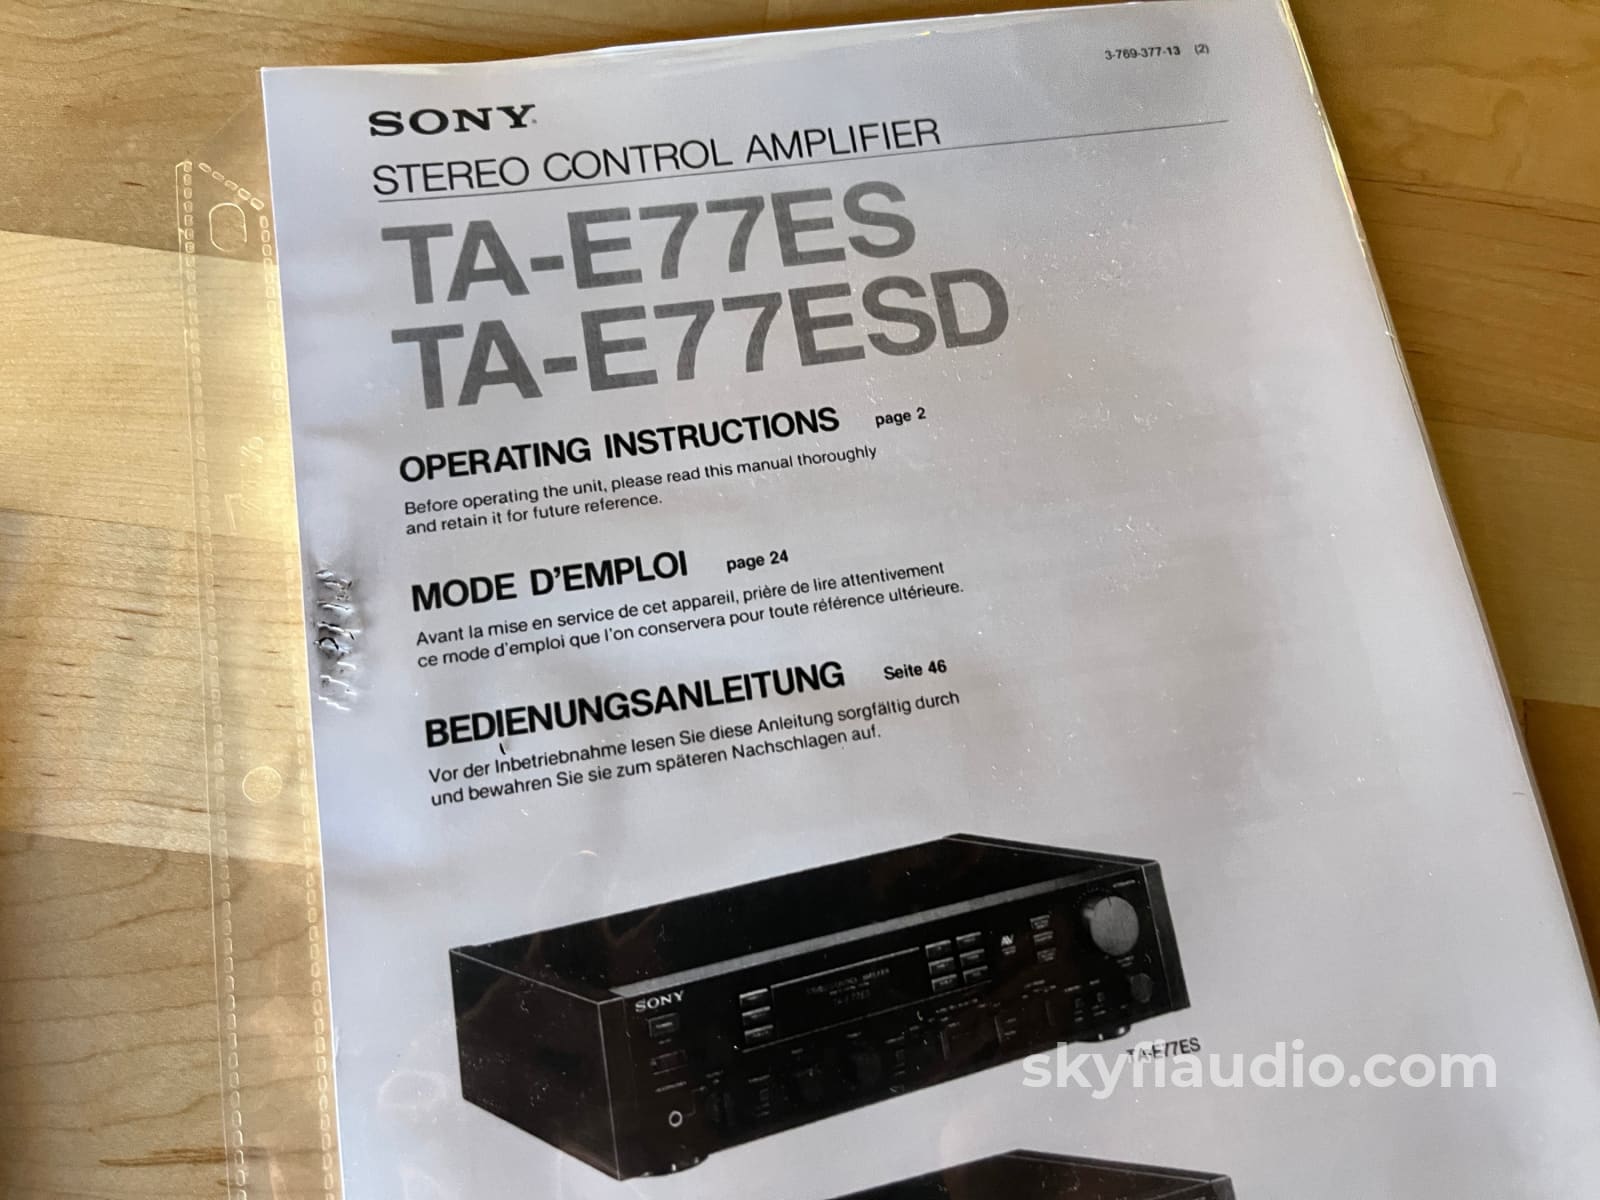 3-769-377-13 (2)
SONY.
STEREO CONTROL AMPLIFIER
TA-E77ES
TA-E77ESD
OPERATING INSTRUCTIONS page 2
Before operating the unit, please read this manual thoroughly
and retain it for future reference.
MODE D'EMPLOI page 24
Avant la mise en service de cet appareil, prière de lire attentivement
ce mode d'emploi que l'on conservera pour toute référence ultérieure.
BEDIENUNGSANLEITUNG Seite 46
Vor der Inbetriebnahme lesen Sie diese Anleitung sorgfältig durch
und bewahren Sie sie zum späteren Nachschlagen auf.
SONY
TA-E77ES
skyfiaudio.com